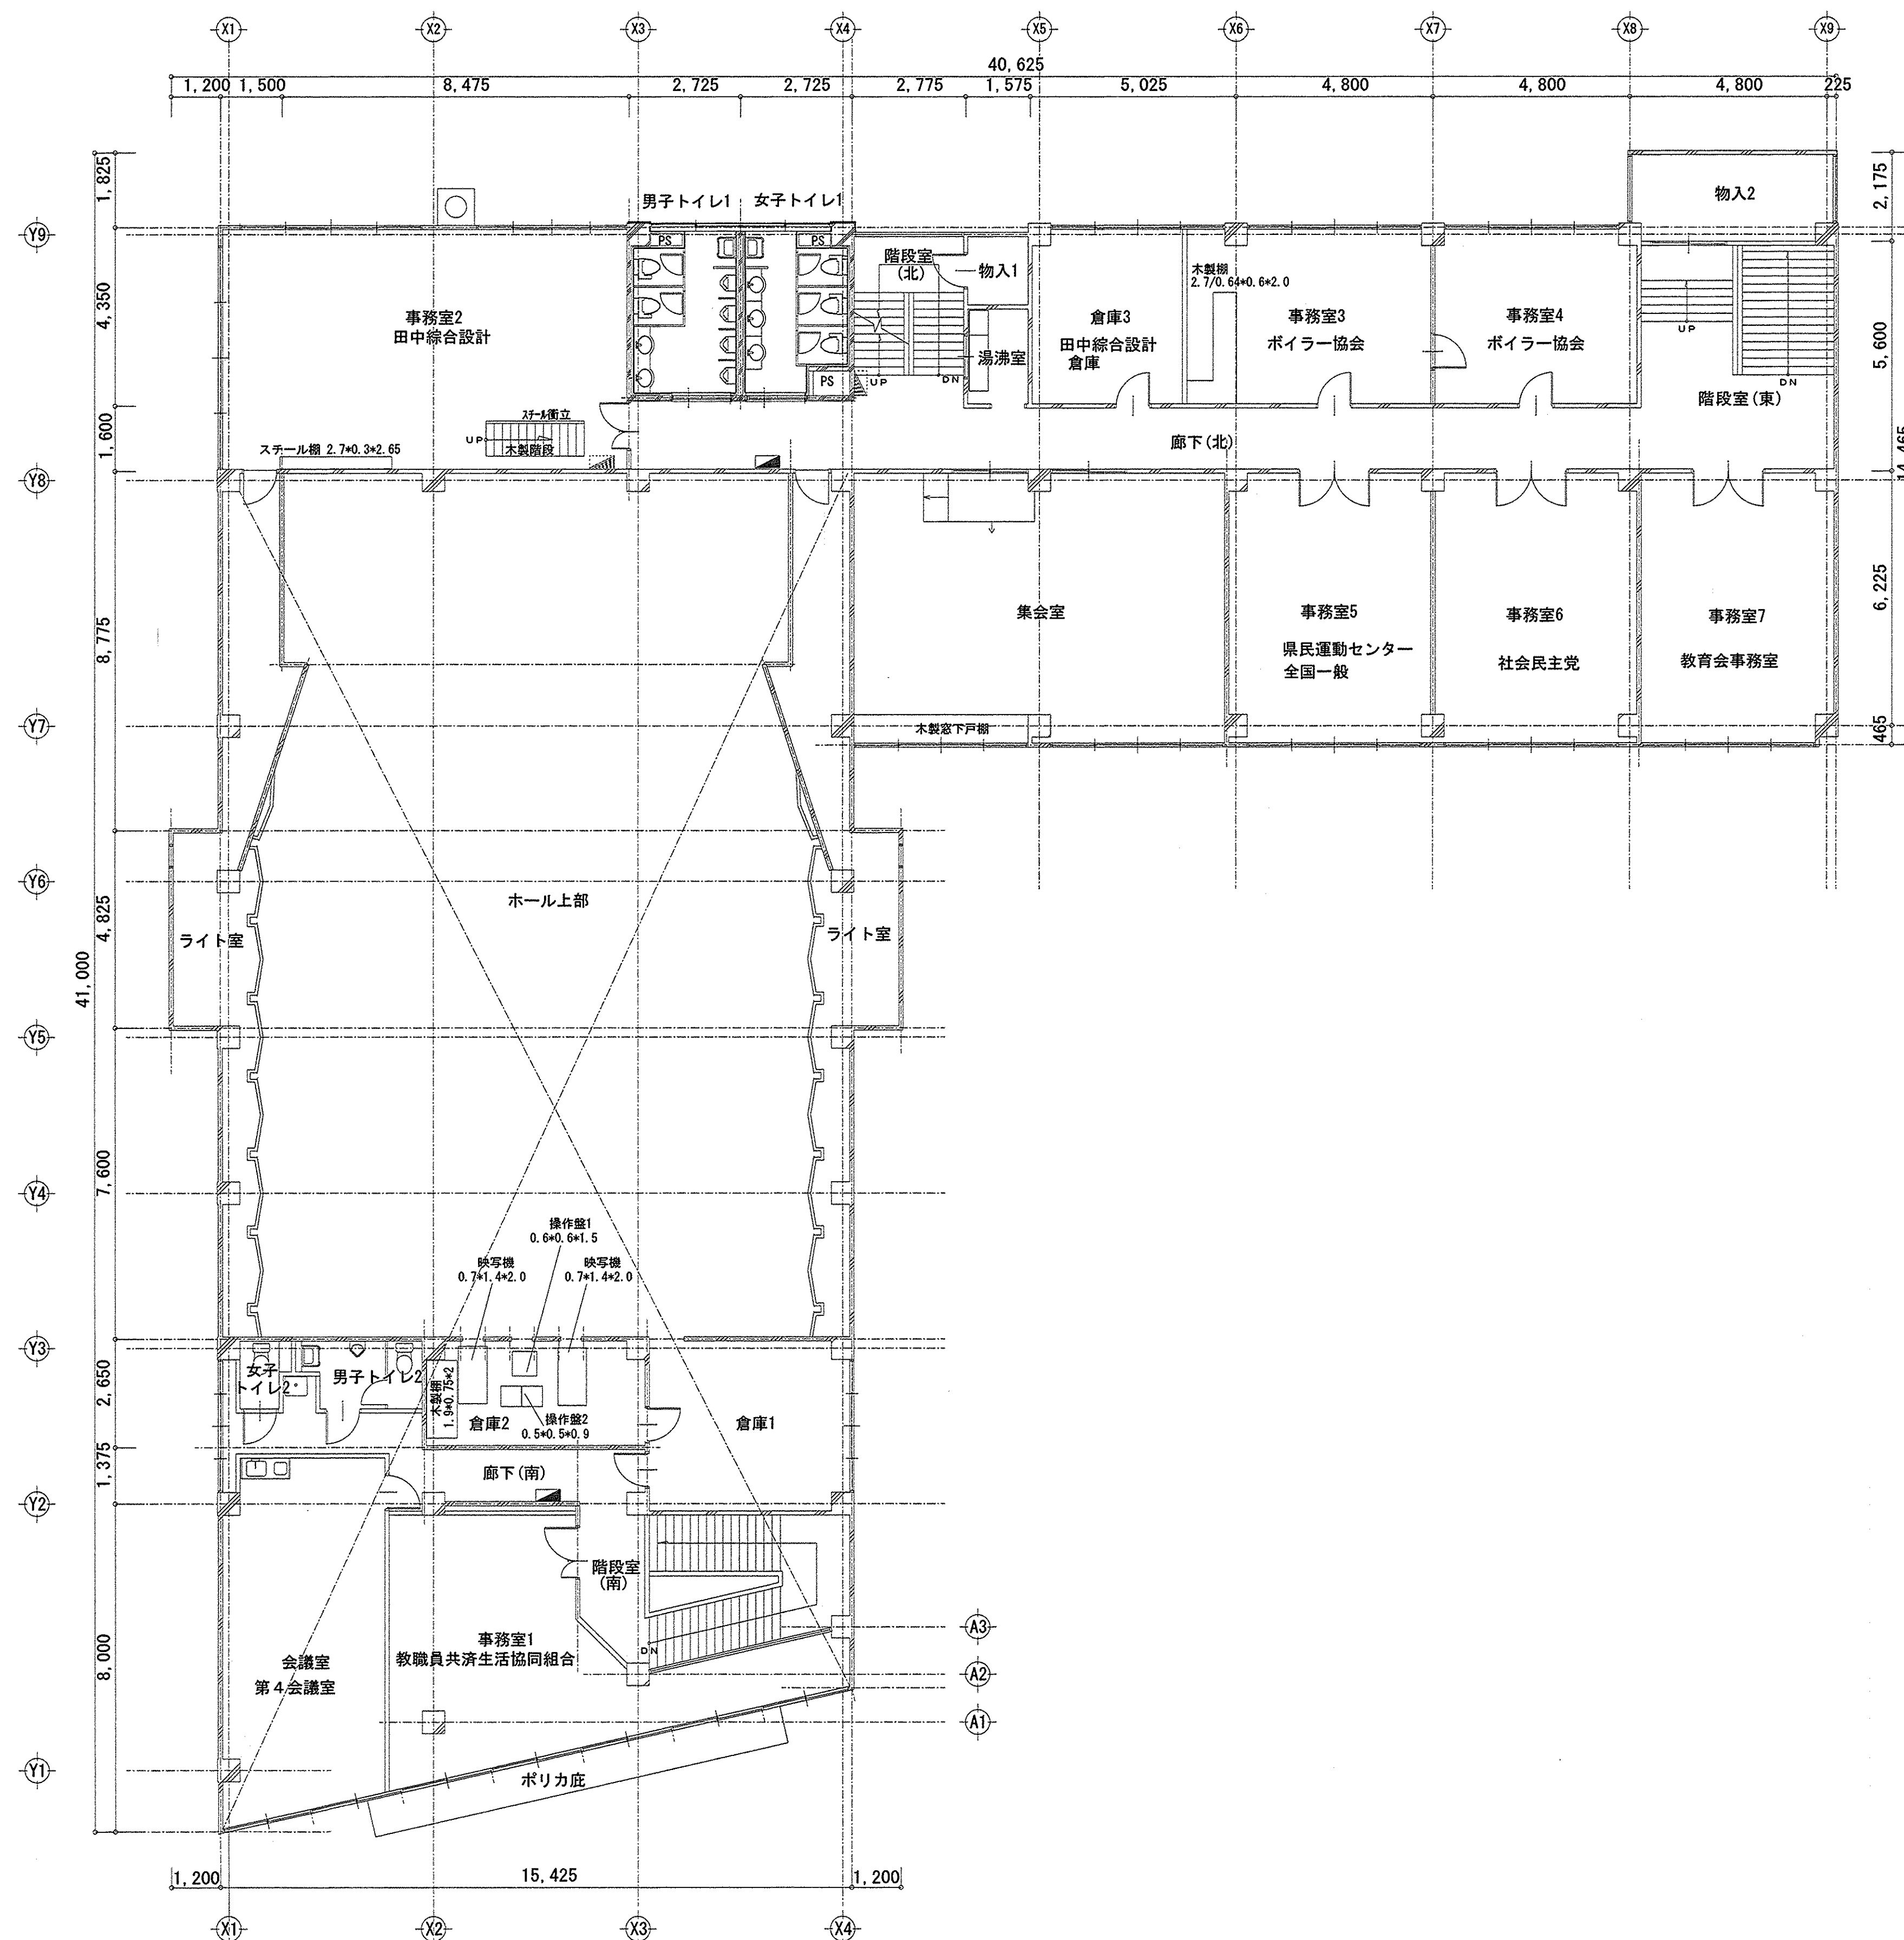 X1 X2 X3 X4 X5 X6 X7 X8 X9
40,625
1,200 1,500 8,475 2,725 2,725 2,775 1,575 5,025 4,800 4,800 4,800 225
1,825
2,175
物入2
男子トイレ1 女子トイレ1
Y9
PS PS
階段室
(北)
物入1
木製棚
2.7/0.64*0.6*2.0
4,350
5,600
事務室2
田中綜合設計
倉庫3
田中綜合設計
倉庫
事務室3
ボイラー協会
事務室4
ボイラー協会
UP
湯沸室
PS
UP DN
DN
階段室(東)
1,600
スチール衝立
UP
木製階段
スチール棚 2.7*0.3*2.65
廊下(北)
14,465
Y8
8,775
6,225
集会室
事務室5
県民運動センター
全国一般
事務室6
社会民主党
事務室7
教育会事務室
Y7
木製窓下戸棚
465
Y6
ホール上部
4,825
ライト室
ライト室
41,000
Y5
7,600
Y4
操作盤1
0.6*0.6*1.5
映写機
0.7*1.4*2.0
映写機
0.7*1.4*2.0
Y3
2,650
女子
トイレ2
男子トイレ2
木製棚
1.9*0.75*2
倉庫2
操作盤2
0.5*0.5*0.9
倉庫1
1,375
廊下(南)
Y2
階段室
(南)
8,000
A3
DN
事務室1
教職員共済生活協同組合
会議室
第4会議室
A2
A1
Y1
ポリカ庇
1,200 15,425 1,200
X1 X2 X3 X4